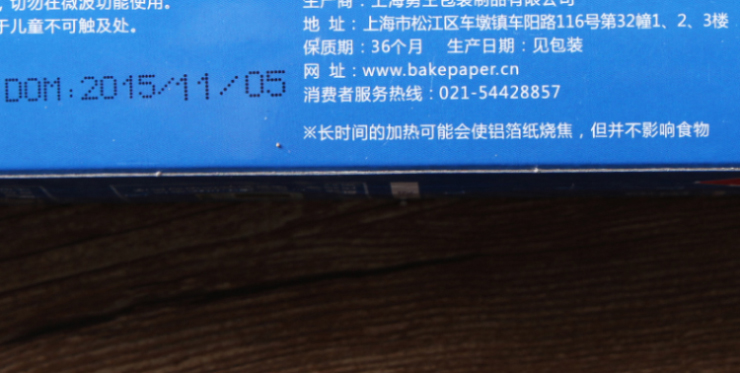 切勿在微波功能使用。
于儿童不可触及处。
DOM:2015/11/05
地 址：上海市松江区车墩镇车阳路116号第32幢1、2、3楼
保质期：36个月 生产日期：见包装
网 址：www.bakepaper.cn
消费者服务热线：021-54428857
※长时间的加热可能会使铝箔纸烧焦，但并不影响食物